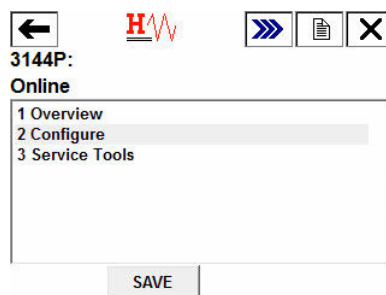 H
3144P:
Online
1 Overview
2 Configure
3 Service Tools
SAVE